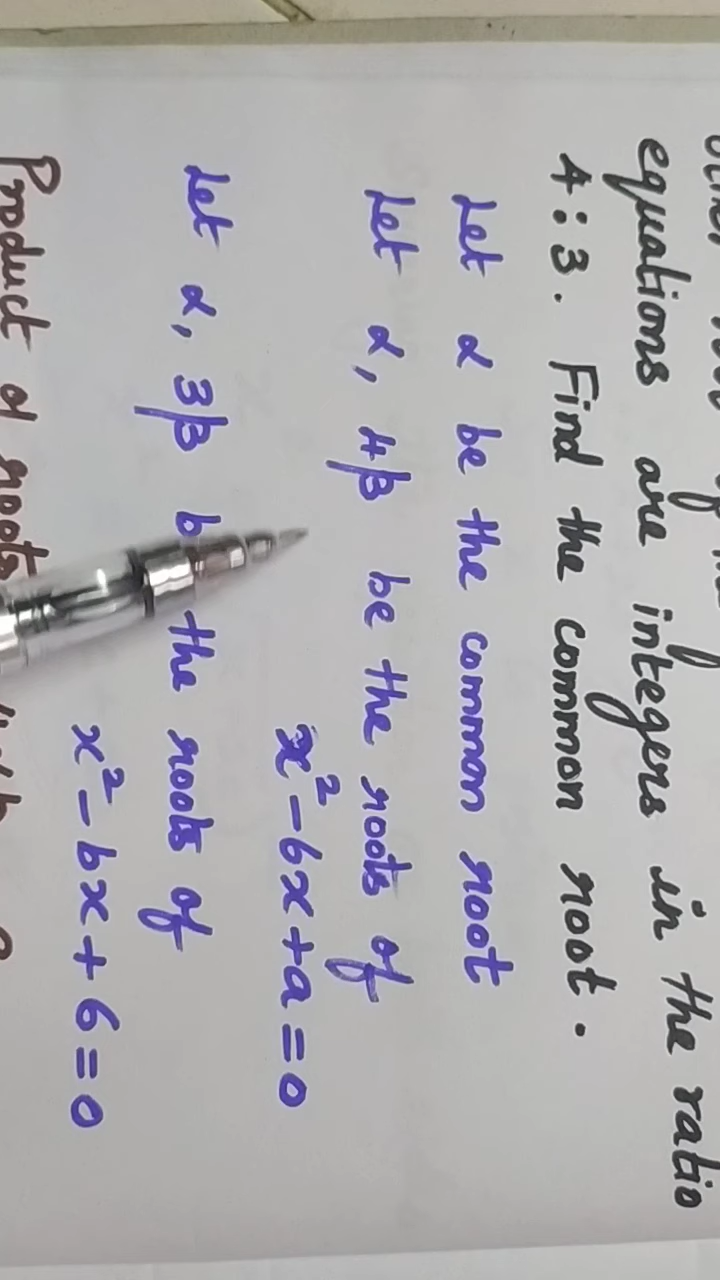 equations are integers in the ratio
4 : 3. Find the common root.
Let α be the common root
Let α, 4β be the roots of
x² - 6x + a = 0
Let α, 3β the roots of
x² - bx + 6 = 0
Product of roots